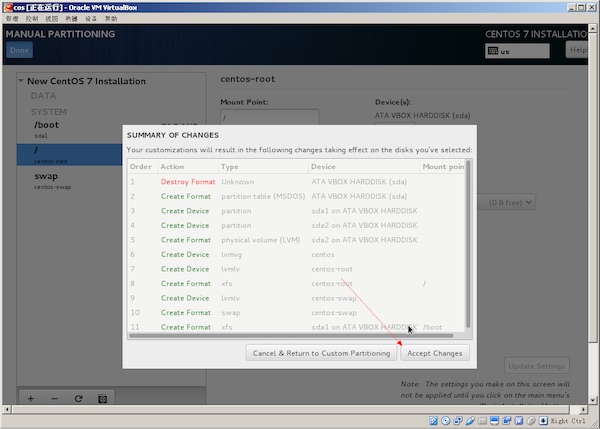 cos [正在运行] - Oracle VM VirtualBox
管理 控制 视图 热键 设备 帮助
MANUAL PARTITIONING
CENTOS 7 INSTALLATIO
Done
us
Help
New CentOS 7 Installation
DATA
SYSTEM
/boot
sda1
/
centos-root
swap
centos-swap
centos-root
Mount Point:
Device(s):
/
ATA VBOX HARDDISK (sda)
SUMMARY OF CHANGES
Your customizations will result in the following changes taking effect on the disks you've selected:
Order Action Type Device Mount poin
1 Destroy Format Unknown ATA VBOX HARDDISK (sda)
2 Create Format partition table (MSDOS) ATA VBOX HARDDISK (sda)
3 Create Device partition sda1 on ATA VBOX HARDDISK
4 Create Device partition sda2 on ATA VBOX HARDDISK
5 Create Format physical volume (LVM) sda2 on ATA VBOX HARDDISK
6 Create Device lvmvg centos
7 Create Device lvmlv centos-root
8 Create Format xfs centos-root /
9 Create Device lvmlv centos-swap
10 Create Format swap centos-swap
11 Create Format xfs sda1 on ATA VBOX HARDDISK /boot
Cancel & Return to Custom Partitioning
Accept Changes
(0 B free)
Update Settings
Note: The settings you make on this screen will
not be applied until you click on the main menu's
Right Ctrl